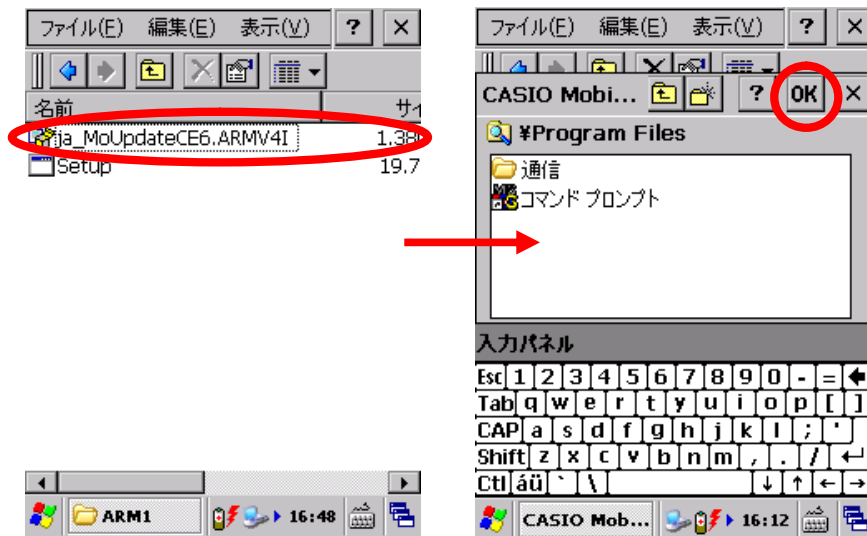 ファイル(F) 編集(E) 表示(V) ? ×
名前 サイ
ja_MoUpdateCE6.ARMV4I 1.38
Setup 19.7
ARM1 16:48
ファイル(F) 編集(E) 表示(V) ? ×
CASIO Mobi... ? OK ×
¥Program Files
通信
コマンド プロンプト
入力パネル
Esc 1 2 3 4 5 6 7 8 9 0 - =
Tab q w e r t y u i o p [ ]
CAP a s d f g h j k l ; '
Shift z x c v b n m , . /
Ctl áü ` \
CASIO Mob... 16:12